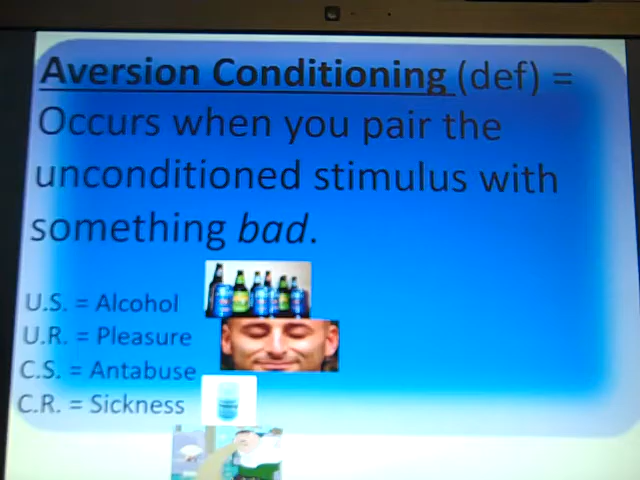 Aversion Conditioning (def) =
Occurs when you pair the
unconditioned stimulus with
something bad.
U.S. = Alcohol
U.R. = Pleasure
C.S. = Antabuse
C.R. = Sickness